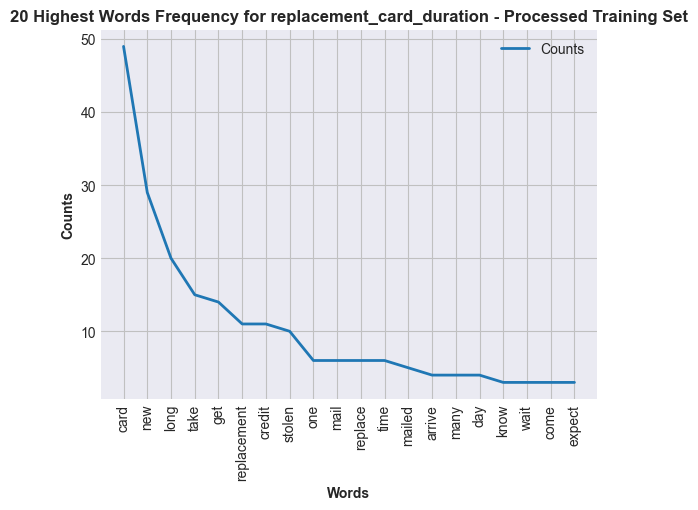 20 Highest Words Frequency for replacement_card_duration - Processed Training Set
Counts
50
40
30
20
10
Counts
card
new
long
take
get
replacement
credit
stolen
one
mail
replace
time
mailed
arrive
many
day
know
wait
come
expect
Words